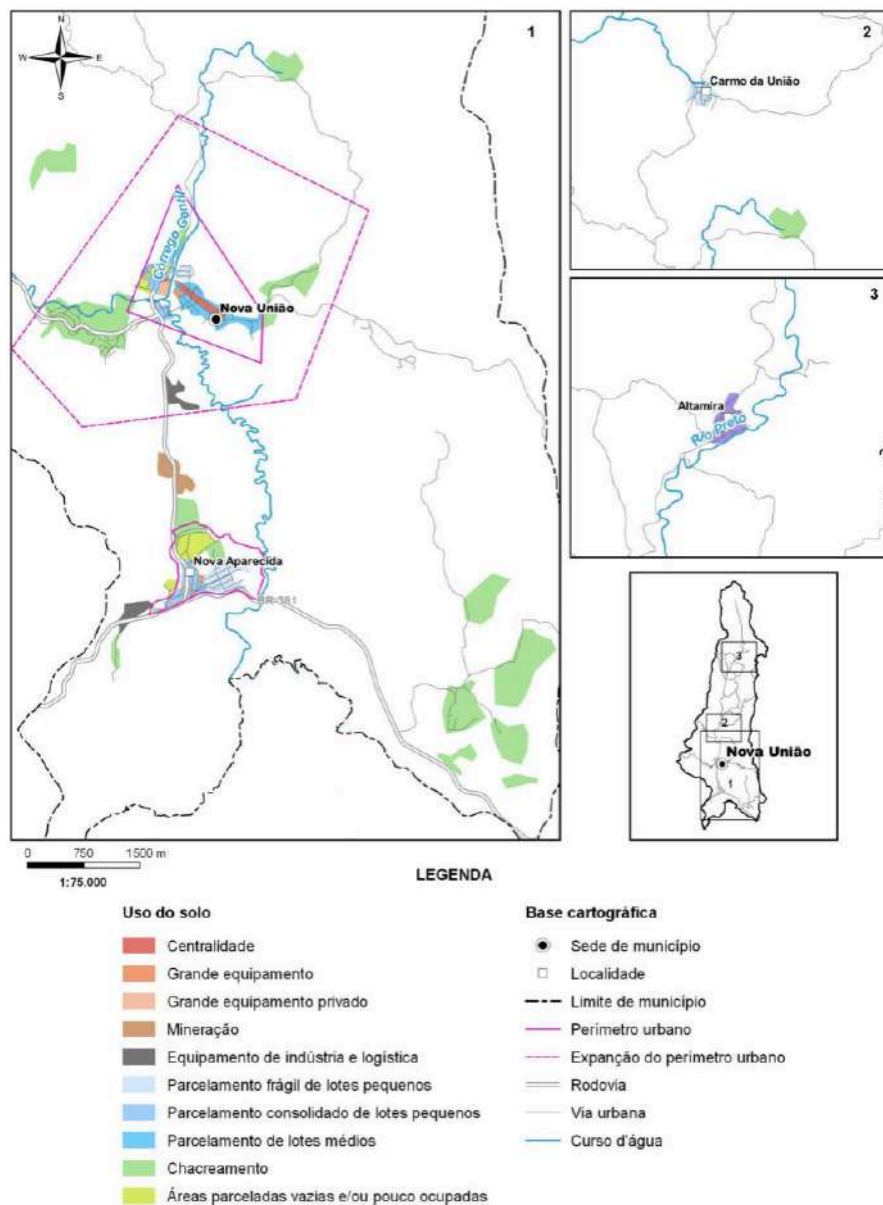 N
W E
S
1
Córrego Gentil
Nova União
Nova Aparecida
BR-381
2
Carmo da União
3
Altamira
Rio Preto
3
2
Nova União
1
0 750 1500 m
1:75.000
LEGENDA
Uso do solo
Centralidade
Grande equipamento
Grande equipamento privado
Mineração
Equipamento de indústria e logística
Parcelamento frágil de lotes pequenos
Parcelamento consolidado de lotes pequenos
Parcelamento de lotes médios
Chacreamento
Áreas parceladas vazias e/ou pouco ocupadas
Base cartográfica
Sede de município
Localidade
Limite de município
Perímetro urbano
Expanção do perímetro urbano
Rodovia
Via urbana
Curso d'água